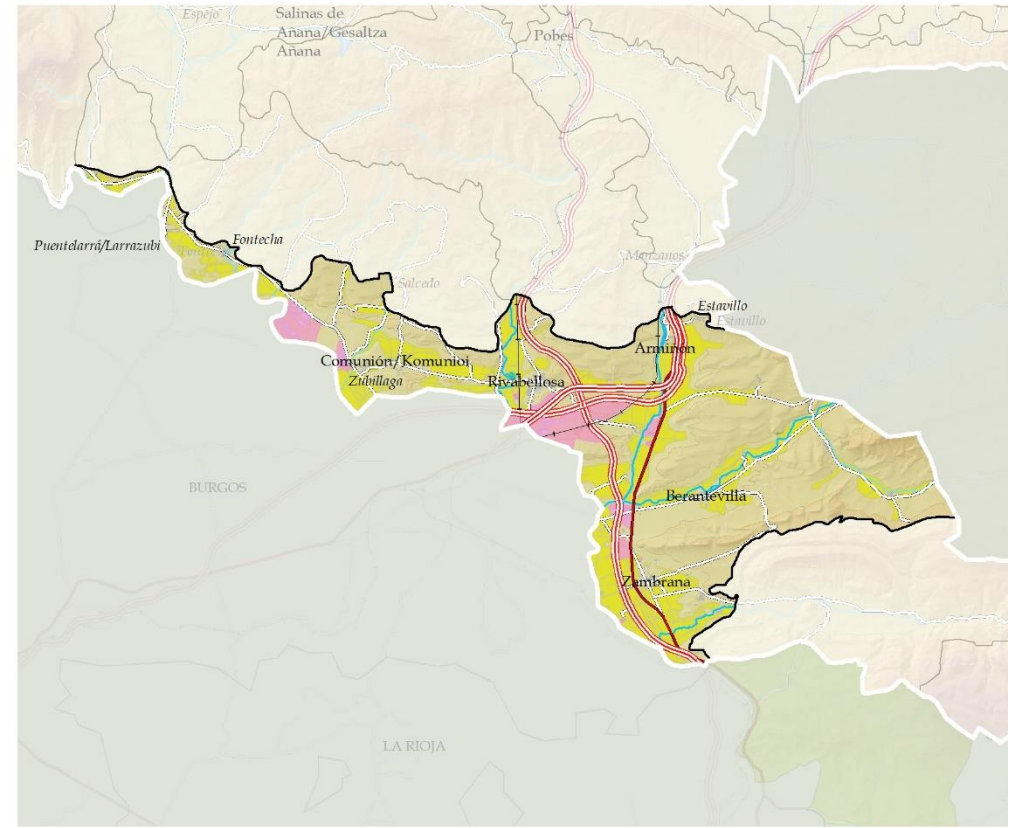 Espejo
Salinas de
Añana/Gesaltza
Añana
Pobes
Puentelarrá/Larrazubi
Fontecha
Manzanos
Salcedo
Estavillo
Estavillo
Armiñón
Comunión/Komunioi
Zubillaga
Rivabellosa
BURGOS
Berantevilla
Zambrana
LA RIOJA